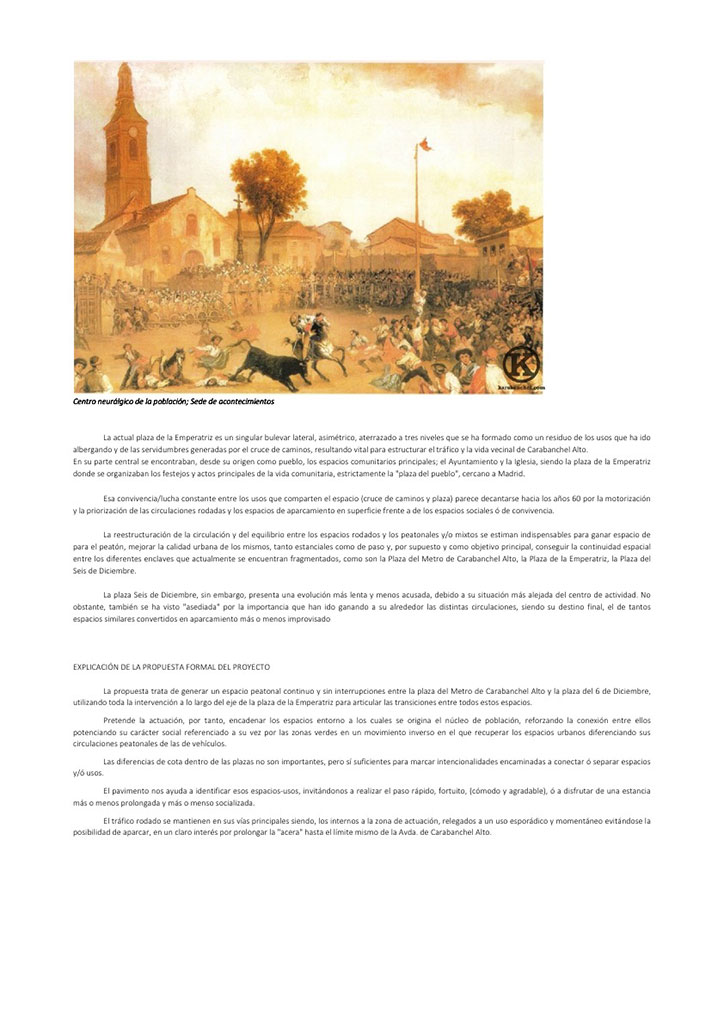 K
karabanchel.com
Centro neurálgico de la población; Sede de acontecimientos
La actual plaza de la Emperatriz es un singular bulevar lateral, asimétrico, aterrazado a tres niveles que se ha formado como un residuo de los usos que ha ido
albergando y de las servidumbres generadas por el cruce de caminos, resultando vital para estructurar el tráfico y la vida vecinal de Carabanchel Alto.
En su parte central se encontraban, desde su origen como pueblo, los espacios comunitarios principales; el Ayuntamiento y la Iglesia, siendo la plaza de la Emperatriz
donde se organizaban los festejos y actos principales de la vida comunitaria, estrictamente la "plaza del pueblo", cercano a Madrid.
Esa convivencia/lucha constante entre los usos que comparten el espacio (cruce de caminos y plaza) parece decantarse hacia los años 60 por la motorización
y la priorización de las circulaciones rodadas y los espacios de aparcamiento en superficie frente a de los espacios sociales ó de convivencia.
La reestructuración de la circulación y del equilibrio entre los espacios rodados y los peatonales y/o mixtos se estiman indispensables para ganar espacio de
para el peatón, mejorar la calidad urbana de los mismos, tanto estanciales como de paso y, por supuesto y como objetivo principal, conseguir la continuidad espacial
entre los diferentes enclaves que actualmente se encuentran fragmentados, como son la Plaza del Metro de Carabanchel Alto, la Plaza de la Emperatriz, la Plaza del
Seis de Diciembre.
La plaza Seis de Diciembre, sin embargo, presenta una evolución más lenta y menos acusada, debido a su situación más alejada del centro de actividad. No
obstante, también se ha visto "asediada" por la importancia que han ido ganando a su alrededor las distintas circulaciones, siendo su destino final, el de tantos
espacios similares convertidos en aparcamiento más o menos improvisado
EXPLICACIÓN DE LA PROPUESTA FORMAL DEL PROYECTO
La propuesta trata de generar un espacio peatonal continuo y sin interrupciones entre la plaza del Metro de Carabanchel Alto y la plaza del 6 de Diciembre,
utilizando toda la intervención a lo largo del eje de la plaza de la Emperatriz para articular las transiciones entre todos estos espacios.
Pretende la actuación, por tanto, encadenar los espacios entorno a los cuales se origina el núcleo de población, reforzando la conexión entre ellos
potenciando su carácter social referenciado a su vez por las zonas verdes en un movimiento inverso en el que recuperar los espacios urbanos diferenciando sus
circulaciones peatonales de las de vehículos.
Las diferencias de cota dentro de las plazas no son importantes, pero sí suficientes para marcar intencionalidades encaminadas a conectar ó separar espacios
y/ó usos.
El pavimento nos ayuda a identificar esos espacios-usos, invitándonos a realizar el paso rápido, fortuito, (cómodo y agradable), ó a disfrutar de una estancia
más o menos prolongada y más o menso socializada.
El tráfico rodado se mantienen en sus vías principales siendo, los internos a la zona de actuación, relegados a un uso esporádico y momentáneo evitándose la
posibilidad de aparcar, en un claro interés por prolongar la "acera" hasta el límite mismo de la Avda. de Carabanchel Alto.